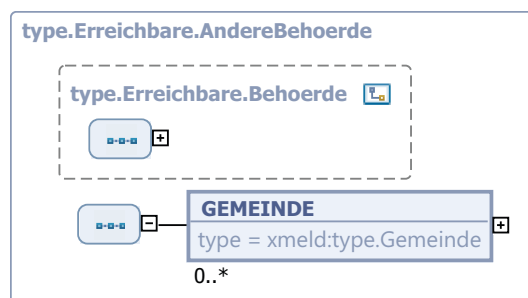 type.Erreichbare.AndereBehoerde
type.Erreichbare.Behoerde
GEMEINDE
type = xmeld:type.Gemeinde
0..*